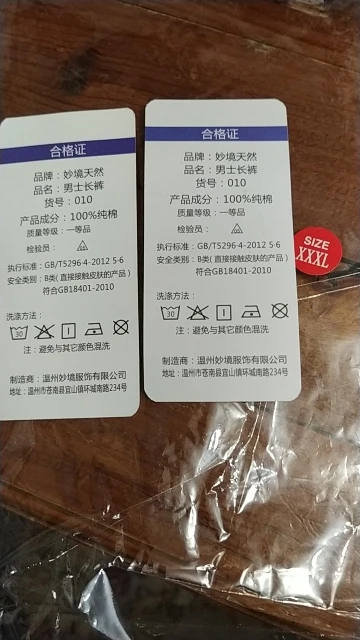 合格证
品牌：妙境天然
品名：男士长裤
货号：010
产品成分：100%纯棉
质量等级：一等品
检验员：
执行标准：GB/T5296·4-2012 5·6
安全类别：B类(直接接触皮肤的产品)
符合GB18401-2010
洗涤方法：
30
注：避免与其它颜色混洗
制造商：温州妙境服饰有限公司
地址：温州市苍南县宜山镇环城南路234号
合格证
品牌：妙境天然
品名：男士长裤
货号：010
产品成分：100%纯棉
质量等级：一等品
检验员：
执行标准：GB/T5296·4-2012 5·6
安全类别：B类(直接接触皮肤的产品)
符合GB18401-2010
洗涤方法：
30
注：避免与其它颜色混洗
制造商：温州妙境服饰有限公司
地址：温州市苍南县宜山镇环城南路234号
SIZE
XXXL